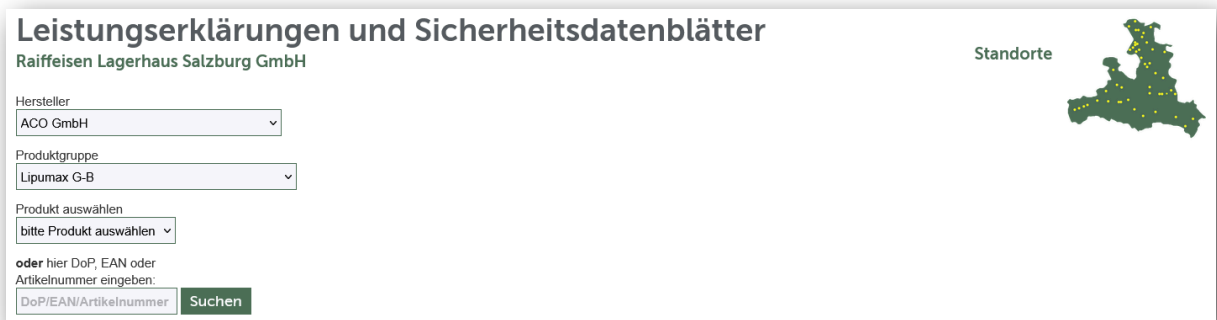 Leistungserklärungen und Sicherheitsdatenblätter
Raiffeisen Lagerhaus Salzburg GmbH
Standorte
Hersteller
ACO GmbH
Produktgruppe
Lipumax G-B
Produkt auswählen
bitte Produkt auswählen
oder hier DoP, EAN oder
Artikelnummer eingeben:
DoP/EAN/Artikelnummer Suchen